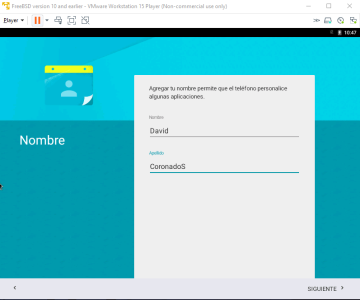 FreeBSD version 10 and earlier - VMware Workstation 15 Player (Non-commercial use only)
Player
10:47
Agregar tu nombre permite que el teléfono personalice
algunas aplicaciones.
Nombre
Nombre
David
Apellido
CoronadoS
SIGUIENTE